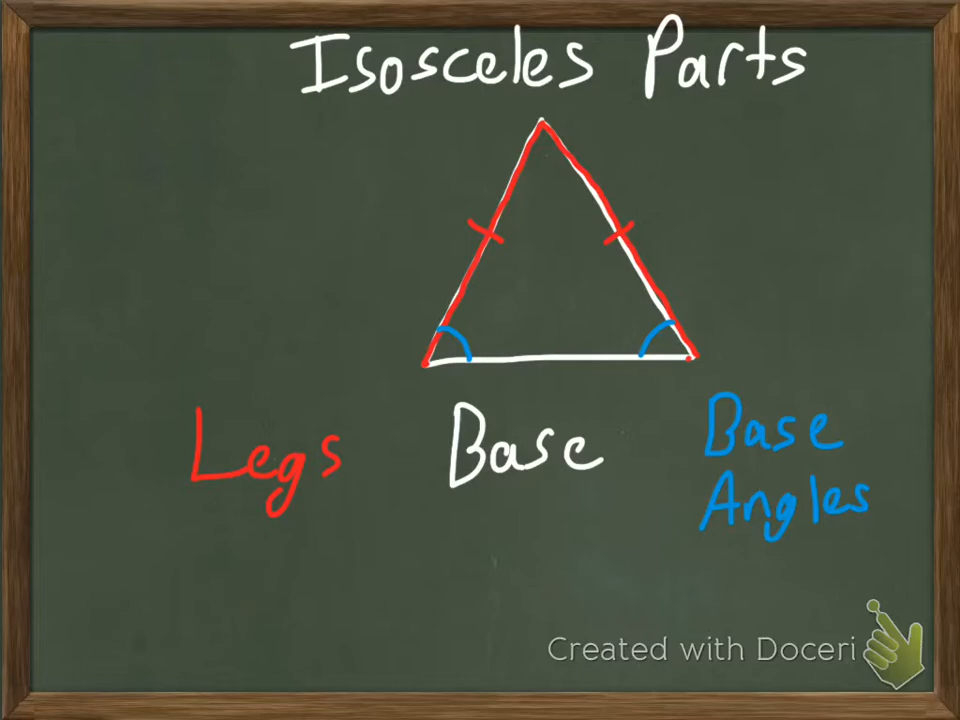 Isosceles Parts
Legs
Base
Base
Angles
Created with Doceri